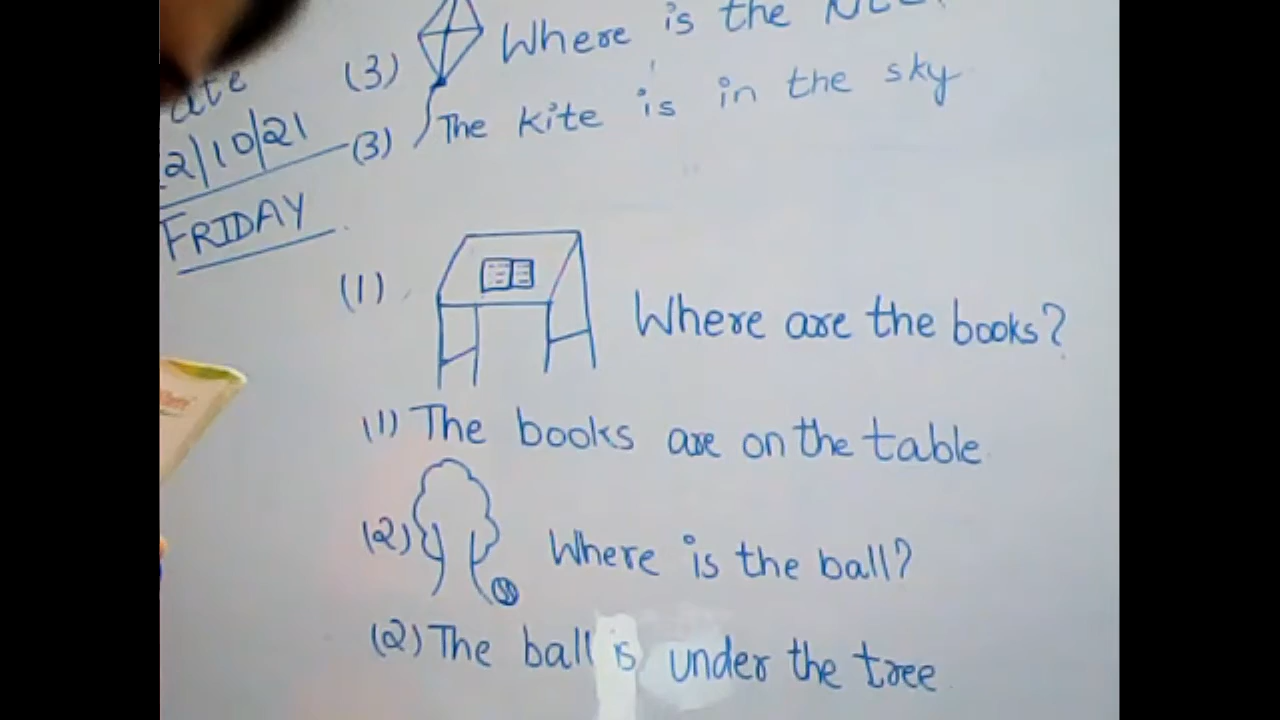 (3) Where is the
(3) The kite is in the sky
ate
2/10/21
FRIDAY
(1) Where are the books?
(1) The books are on the table
(2) Where is the ball?
(2) The ball is under the tree